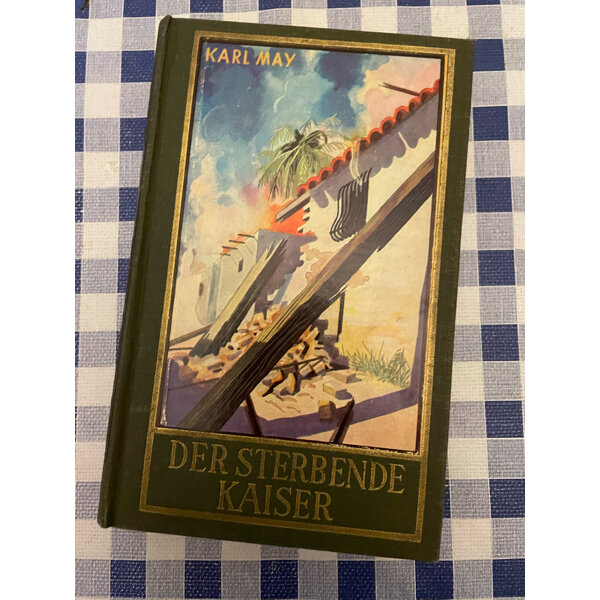 KARL MAY
DER STERBENDE
KAISER